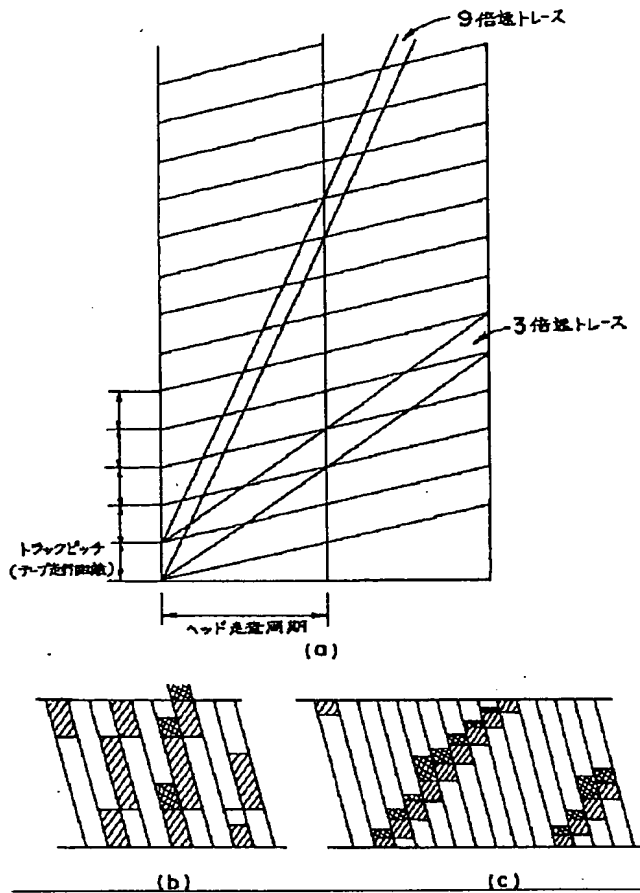 9倍速トレース
3倍速トレース
トラックピッチ
(テープ走行距離)
ヘッド走査周期
(a)
(b)
(c)